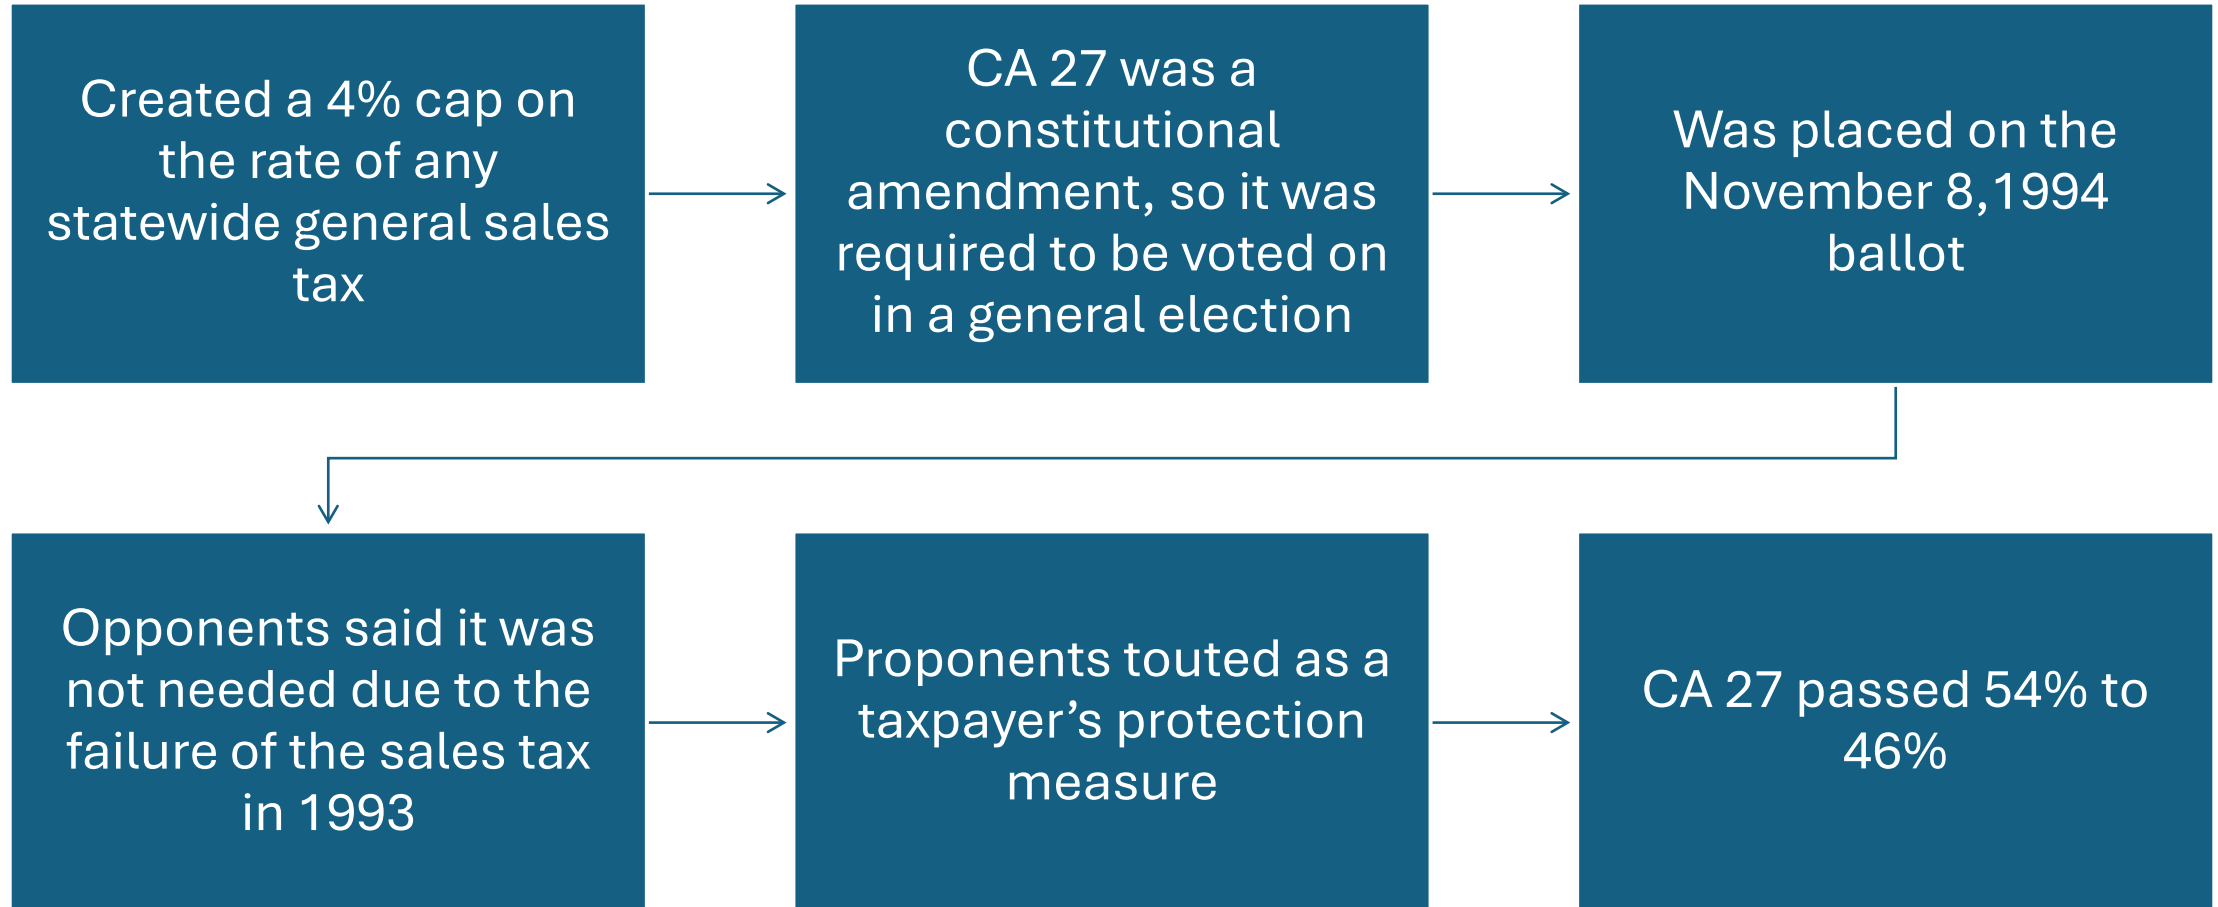 Created a 4% cap on
the rate of any
statewide general sales
tax
CA 27 was a
constitutional
amendment, so it was
required to be voted on
in a general election
Was placed on the
November 8,1994
ballot
Opponents said it was
not needed due to the
failure of the sales tax
in 1993
Proponents touted as a
taxpayer’s protection
measure
CA 27 passed 54% to
46%